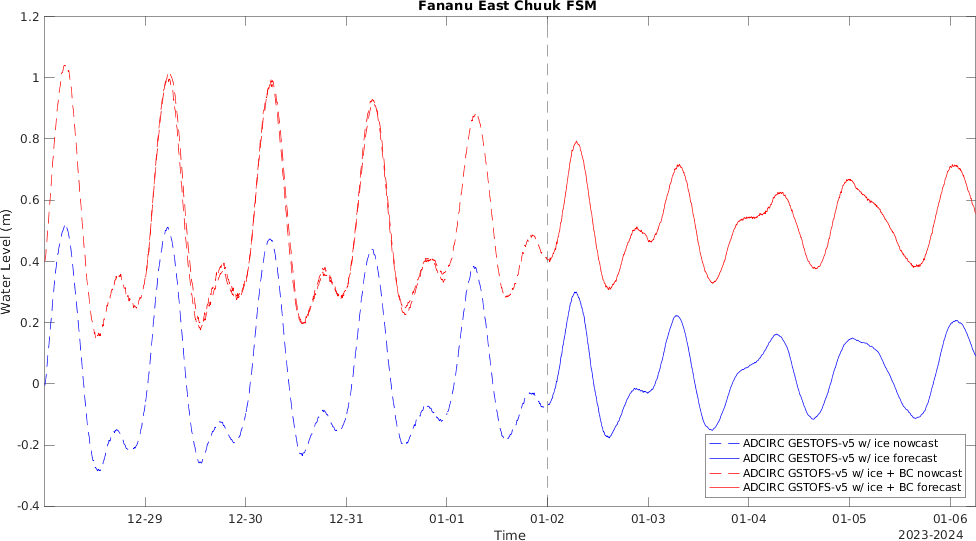 Fananu East Chuuk FSM
1.2
1
0.8
0.6
0.4
0.2
0
-0.2
-0.4
Water Level (m)
12-29 12-30 12-31 01-01 01-02 01-03 01-04 01-05 01-06
Time
2023-2024
ADCIRC GESTOFS-v5 w/ ice nowcast
ADCIRC GESTOFS-v5 w/ ice forecast
ADCIRC GSTOFS-v5 w/ ice + BC nowcast
ADCIRC GSTOFS-v5 w/ ice + BC forecast